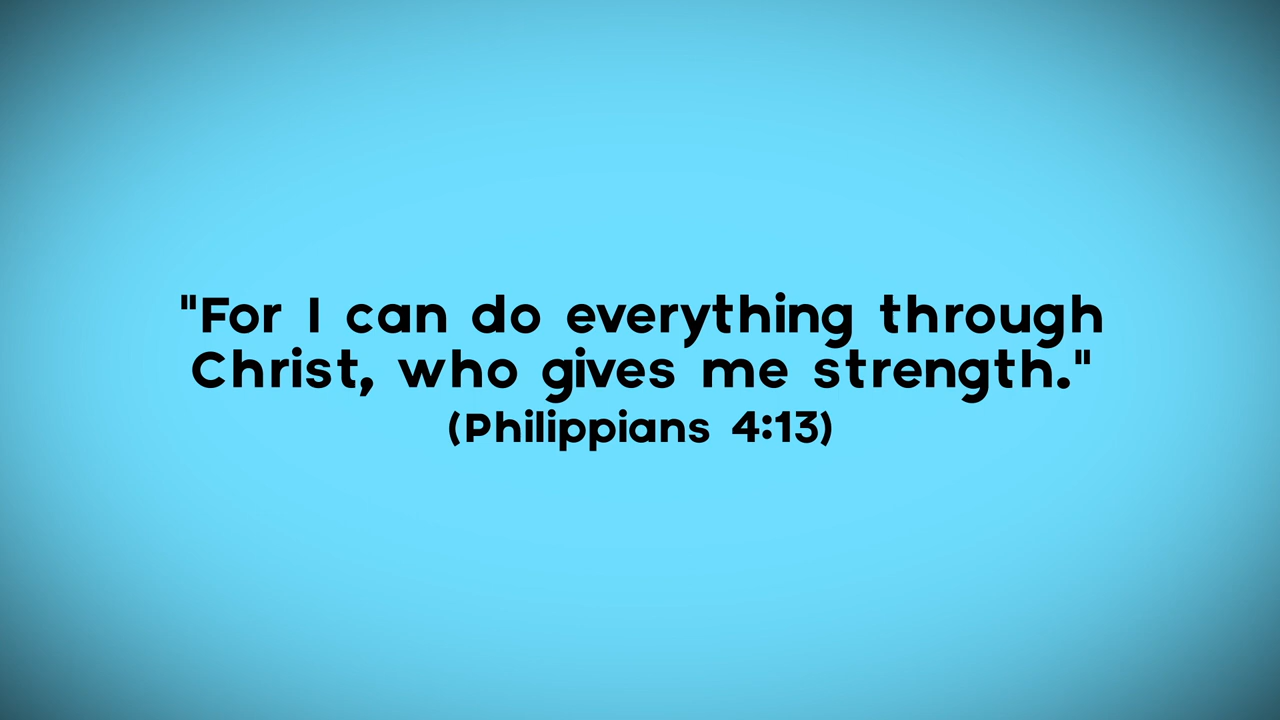 "For I can do everything through
Christ, who gives me strength."
(Philippians 4:13)